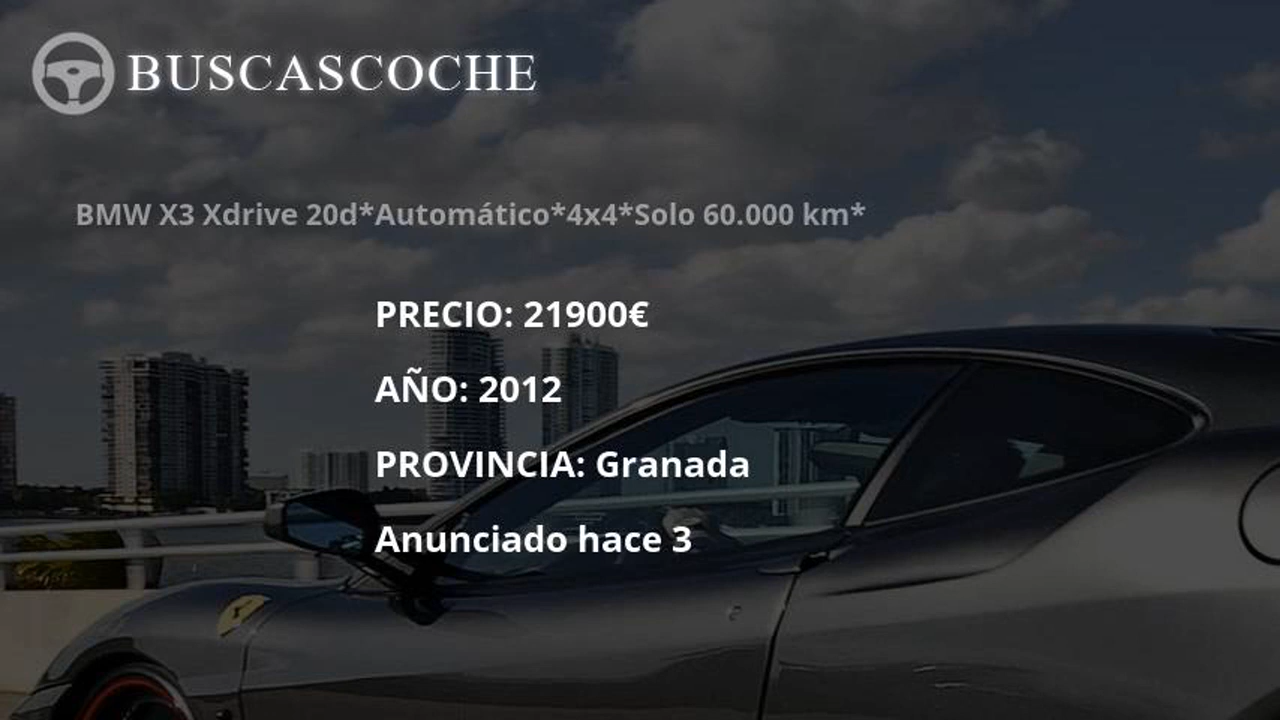 BUSCASCOCHE
BMW X3 Xdrive 20d*Automático*4x4*Solo 60.000 km*
PRECIO: 21900€
AÑO: 2012
PROVINCIA: Granada
Anunciado hace 3